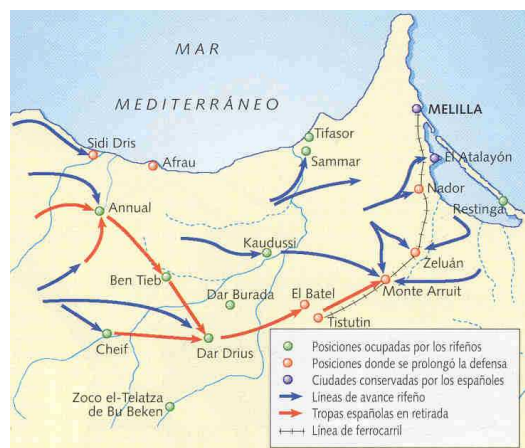 MAR
MEDITERRÁNEO
MELILLA
Tifasor
Sidi Dris
Sammar
El Atalayón
Afrau
Nador
Annual
Restinga
Kaudussi
Zeluán
Ben Tieb
Dar Burada
El Batel
Monte Arruit
Tistutin
Cheif
Dar Drius
Zoco el-Telatza
de Bu Beken
Posiciones ocupadas por los rifeños
Posiciones donde se prolongó la defensa
Ciudades conservadas por los españoles
Líneas de avance rifeño
Tropas españolas en retirada
Línea de ferrocarril